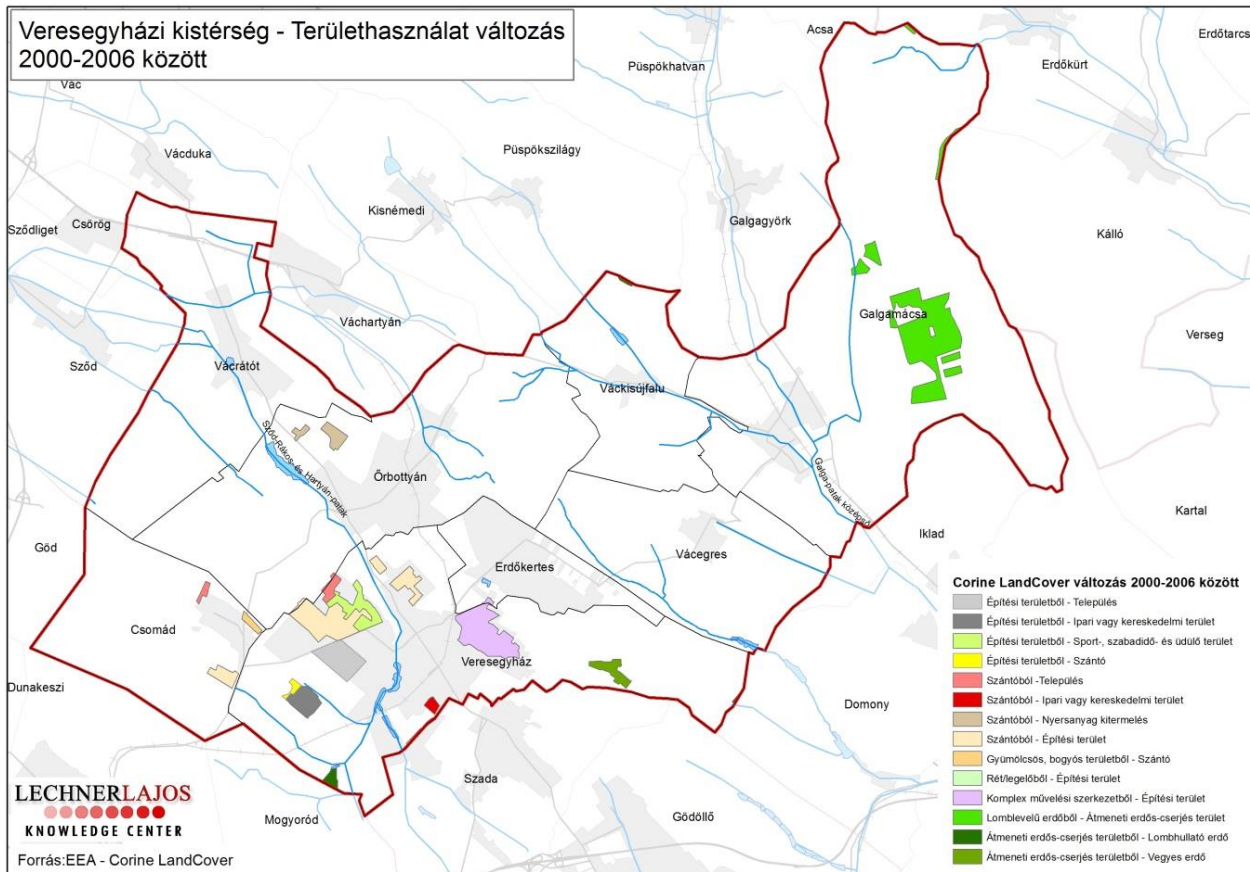 Veresegyházi kistérség - Területhasználat változás
2000-2006 között
Acsa
Erdőtarcs
Püspökhatvan
Erdőkürt
Vác
Vácduka
Püspökszilágy
Kisnémedi
Sződliget
Csörög
Galgagyörk
Kálló
Váchartyán
Galgamácsa
Verseg
Sződ
Vácrátót
Váckisújfalu
Sződ-Rákos-és Hartyán-patak
Őrbottyán
Galga-patak középső
Kartal
Göd
Iklad
Vácegres
Erdőkertes
Csomád
Veresegyház
Dunakeszi
Domony
Szada
Mogyoród
Gödöllő
Corine LandCover változás 2000-2006 között
Építési területből - Település
Építési területből - Ipari vagy kereskedelmi terület
Építési területből - Sport-, szabadidő- és üdülő terület
Építési területből - Szántó
Szántóból -Település
Szántóból - Ipari vagy kereskedelmi terület
Szántóból - Nyersanyag kitermelés
Szántóból - Építési terület
Gyümölcsös, bogyós területből - Szántó
Rét/legelőből - Építési terület
Komplex művelési szerkezetből - Építési terület
Lomblevelű erdőből - Átmeneti erdős-cserjés terület
Átmeneti erdős-cserjés területből - Lombhullató erdő
Átmeneti erdős-cserjés területből - Vegyes erdő
LECHNERLAJOS
KNOWLEDGE CENTER
Forrás:EEA - Corine LandCover